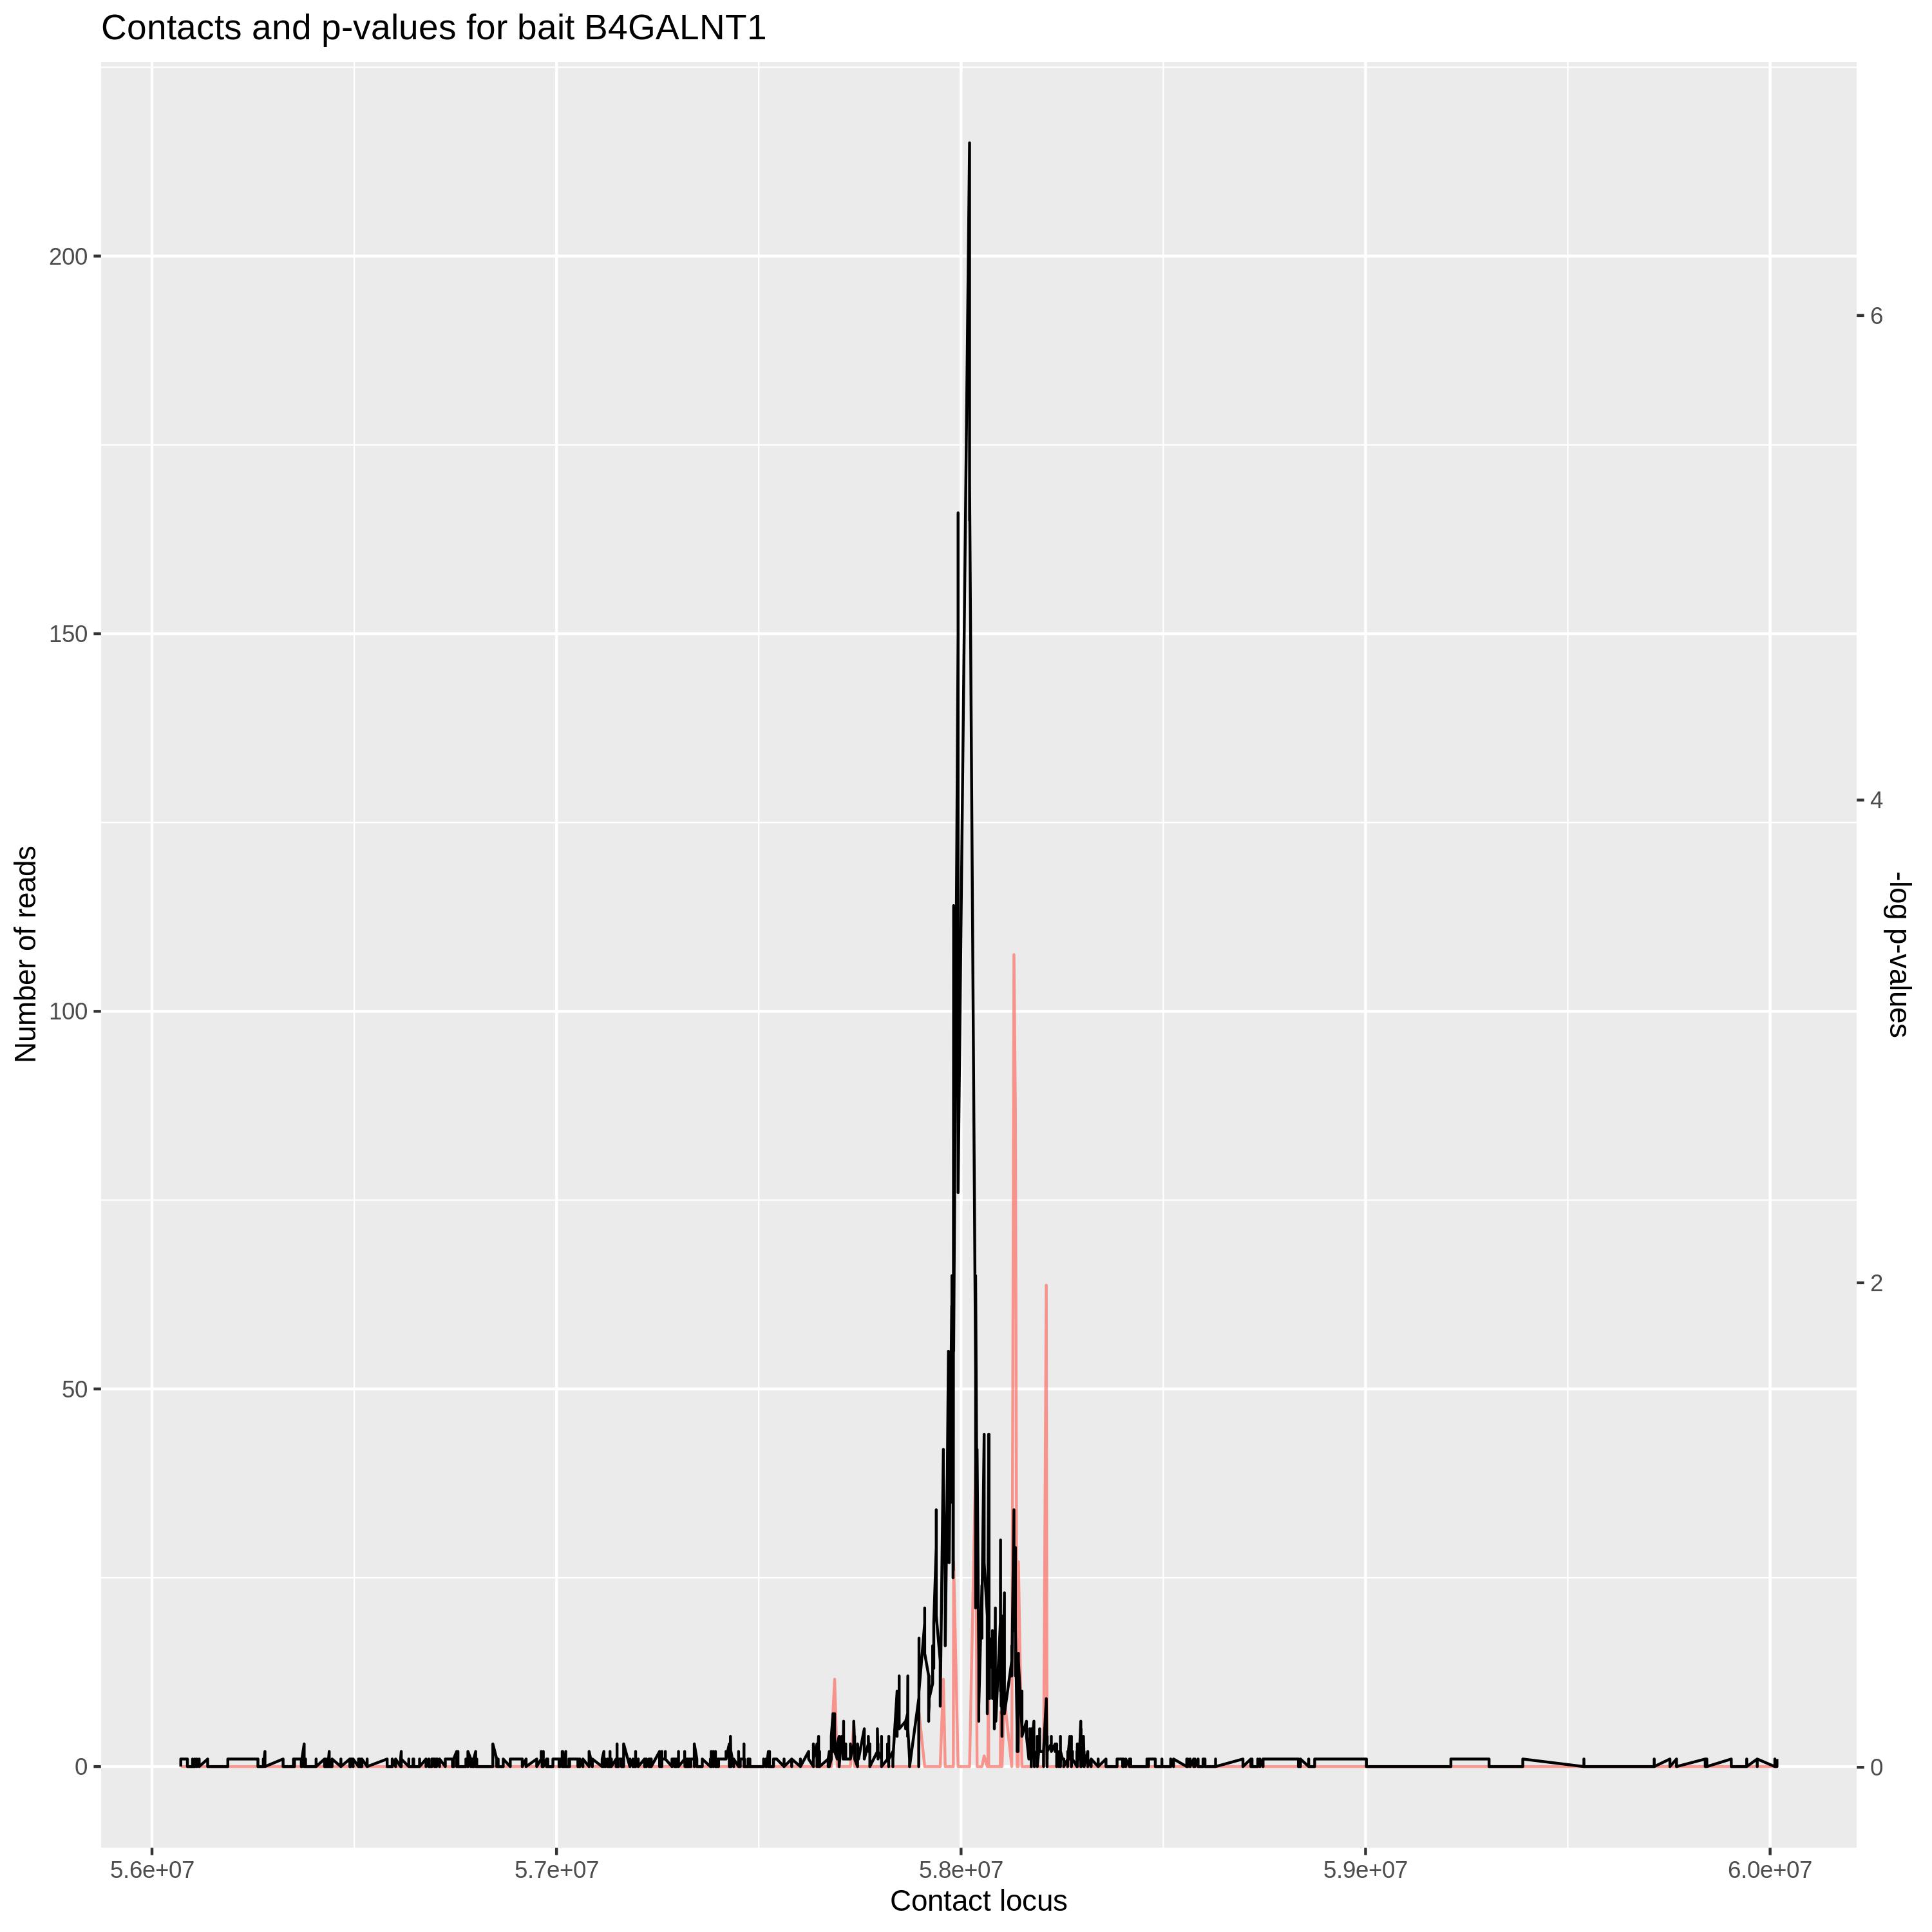 Contacts and p-values for bait B4GALNT1
200
150
100
50
0
Number of reads
6
4
2
0
-log p-values
5.6e+07 5.7e+07 5.8e+07 5.9e+07 6.0e+07
Contact locus